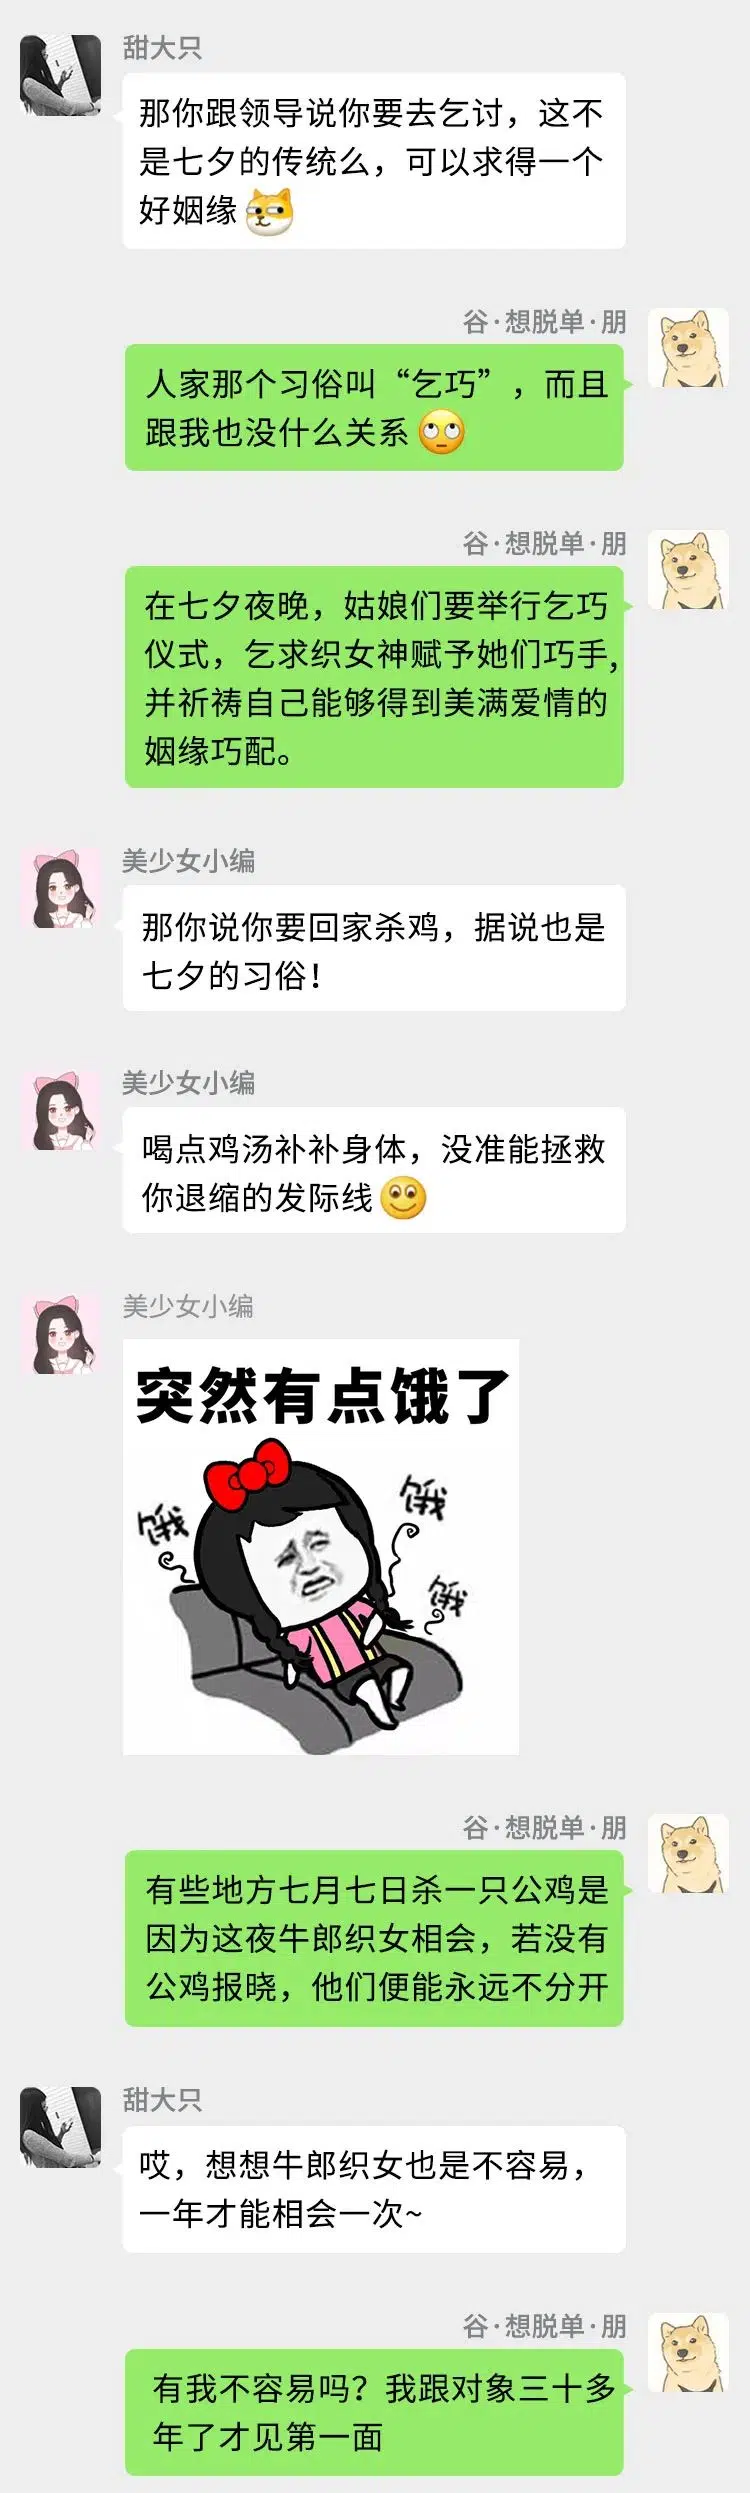 甜大只
那你跟领导说你要去乞讨，这不
是七夕的传统么，可以求得一个
好姻缘
谷·想脱单·朋
人家那个习俗叫“乞巧”，而且
跟我也没什么关系
谷·想脱单·朋
在七夕夜晚，姑娘们要举行乞巧
仪式，乞求织女神赋予她们巧手，
并祈祷自己能够得到美满爱情的
姻缘巧配。
美少女小编
那你说你要回家杀鸡，据说也是
七夕的习俗！
美少女小编
喝点鸡汤补补身体，没准能拯救
你退缩的发际线
美少女小编
突然有点饿了
饿
饿
饿
谷·想脱单·朋
有些地方七月七日杀一只公鸡是
因为这夜牛郎织女相会，若没有
公鸡报晓，他们便能永远不分开
甜大只
哎，想想牛郎织女也是不容易，
一年才能相会一次~
谷·想脱单·朋
有我不容易吗？我跟对象三十多
年了才见第一面